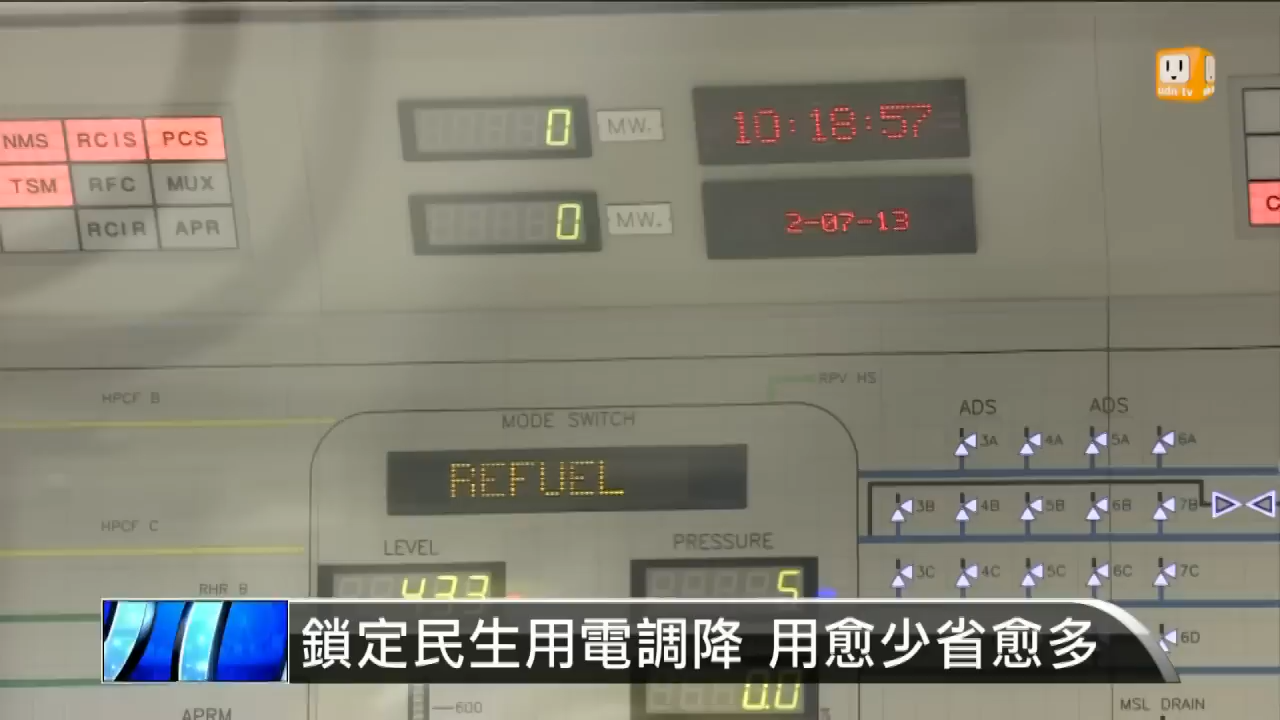 udn tv
NMS RCIS PCS
TSM RFC MUX
RCIR APR
0 MW.
0 MW.
10:18:57
2-07-13
C
HPCF B
RPV HS
MODE SWITCH
REFUEL
ADS ADS
3A 4A 5A 6A
3B 4B 5B 6B 7B
HPCF C
LEVEL
PRESSURE
3C 4C 5C 6C 7C
433
5
RHR B
鎖定民生用電調降 用愈少省愈多
6D
0.0
600
APRM
MSL DRAIN